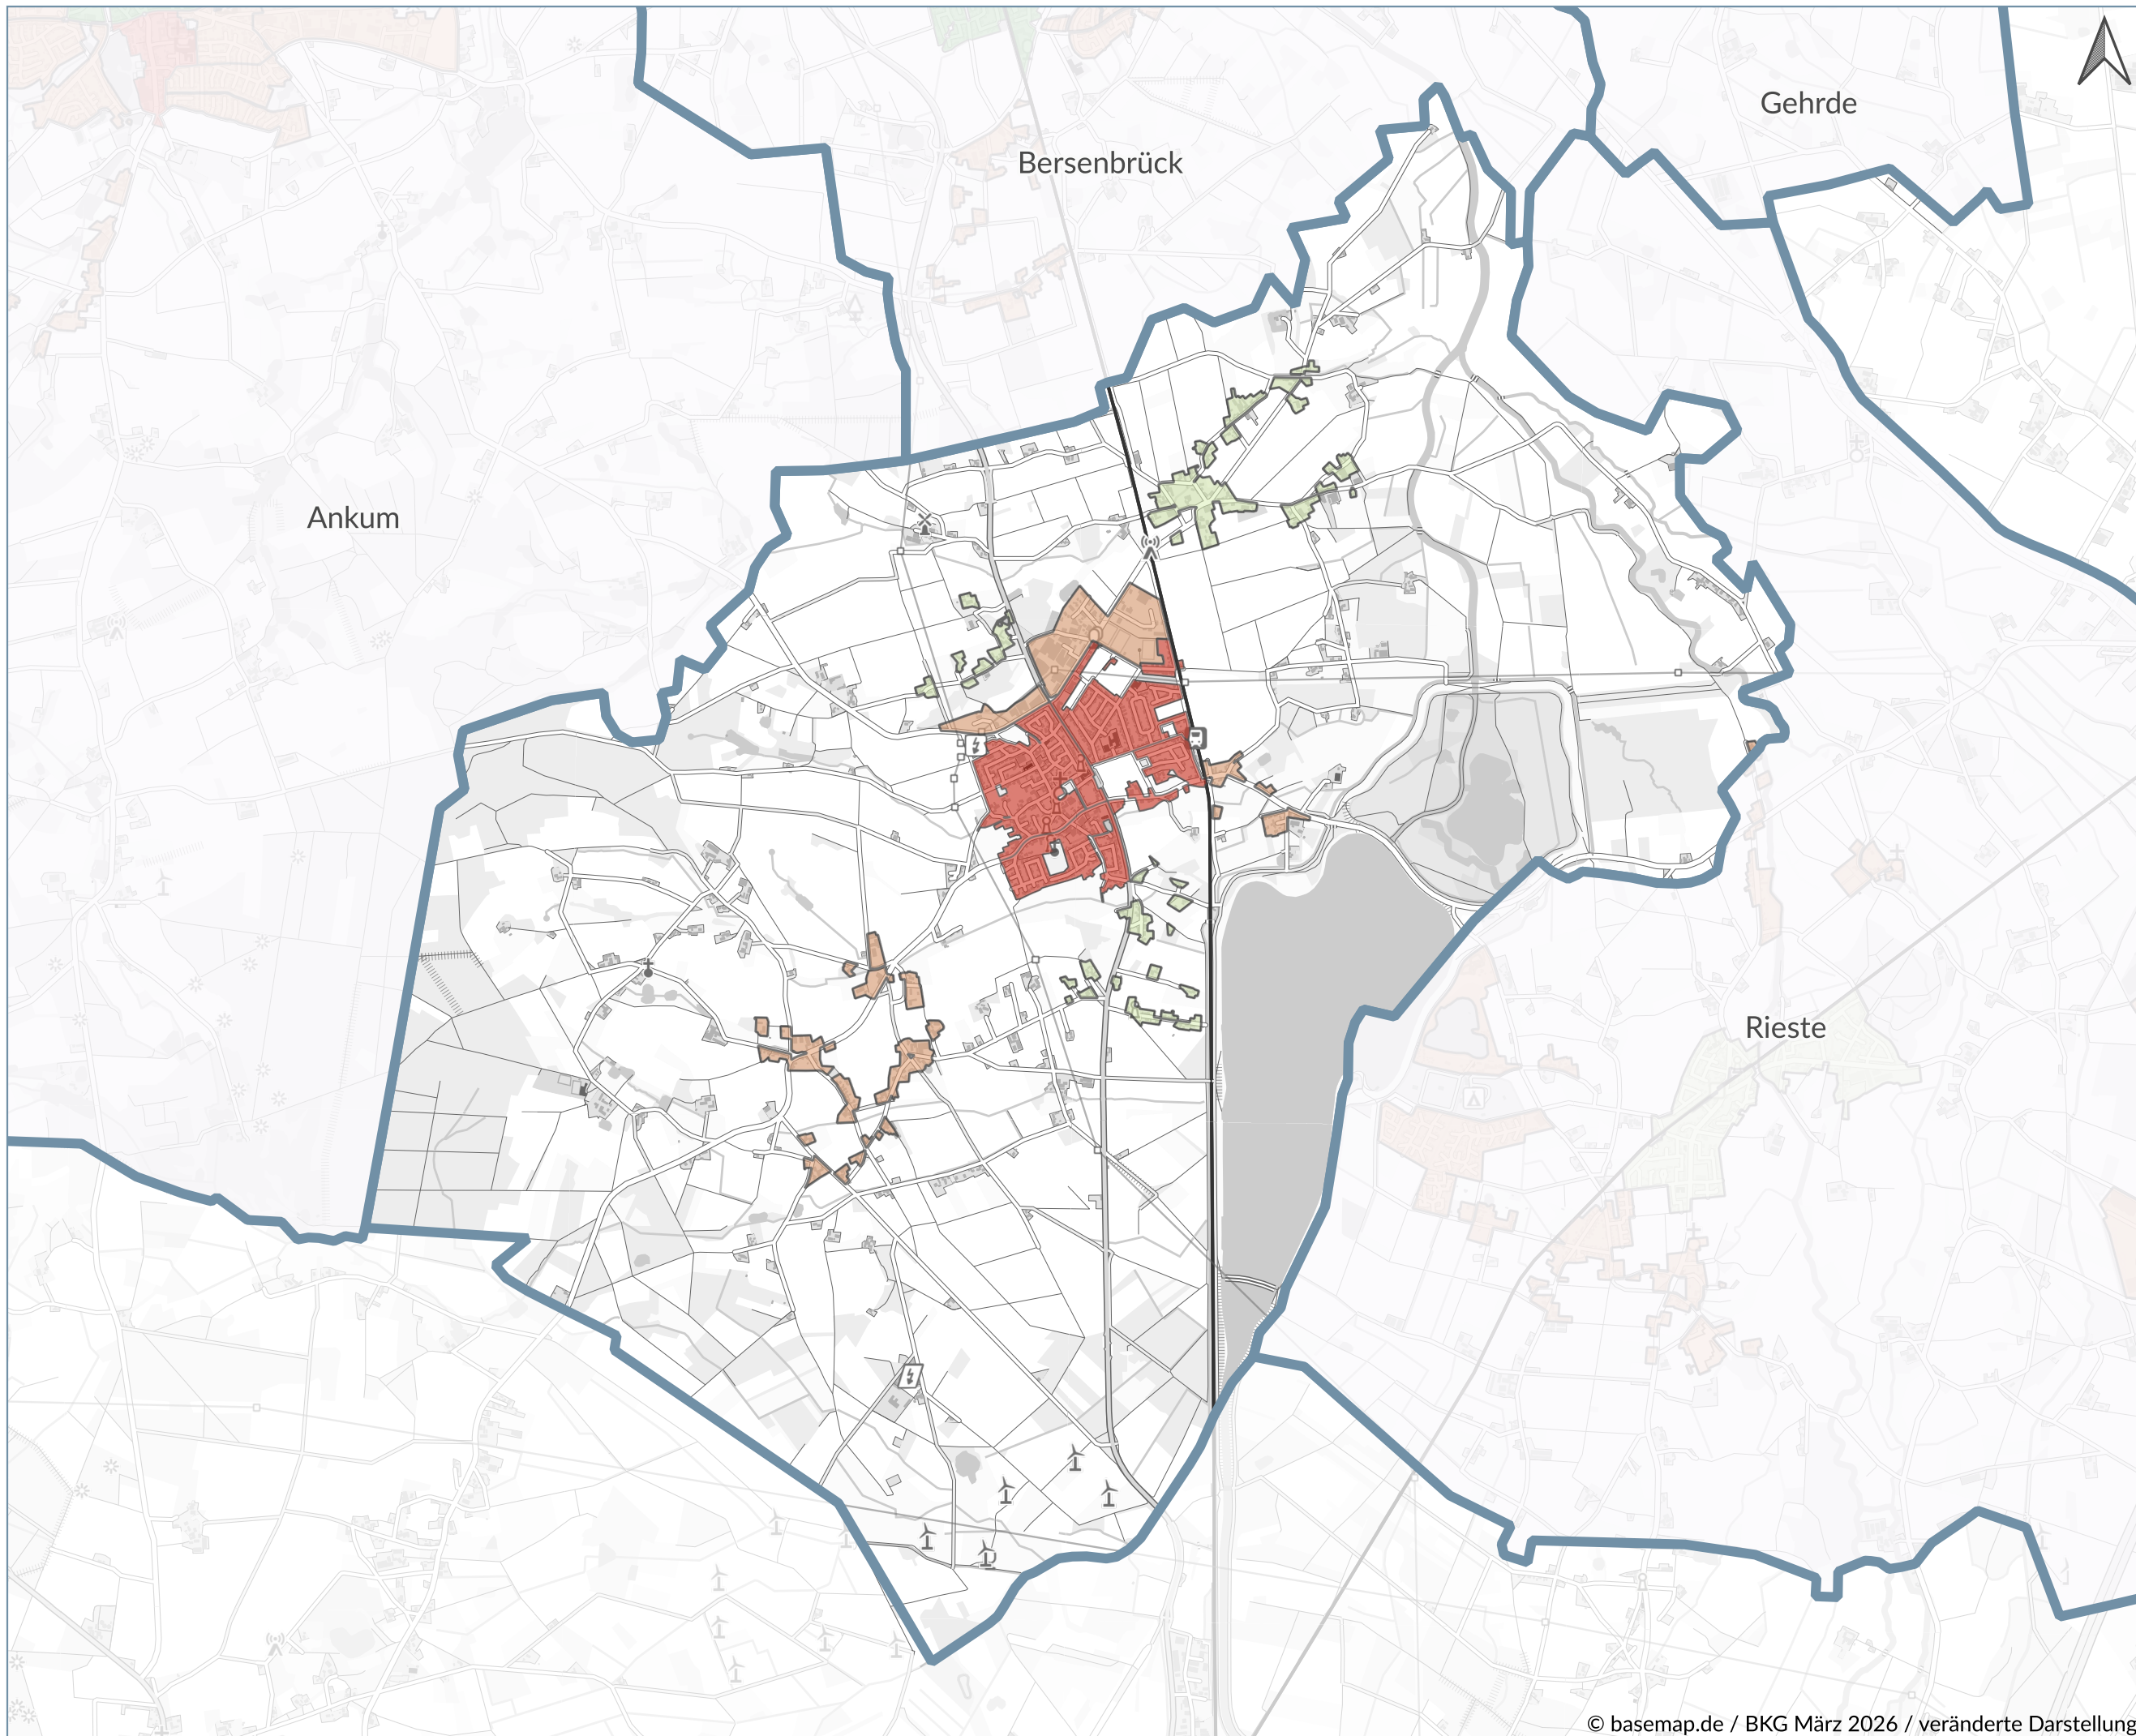 Gehrde
Bersenbrück
Ankum
Rieste
© basemap.de / BKG März 2026 / veränderte Darstellung